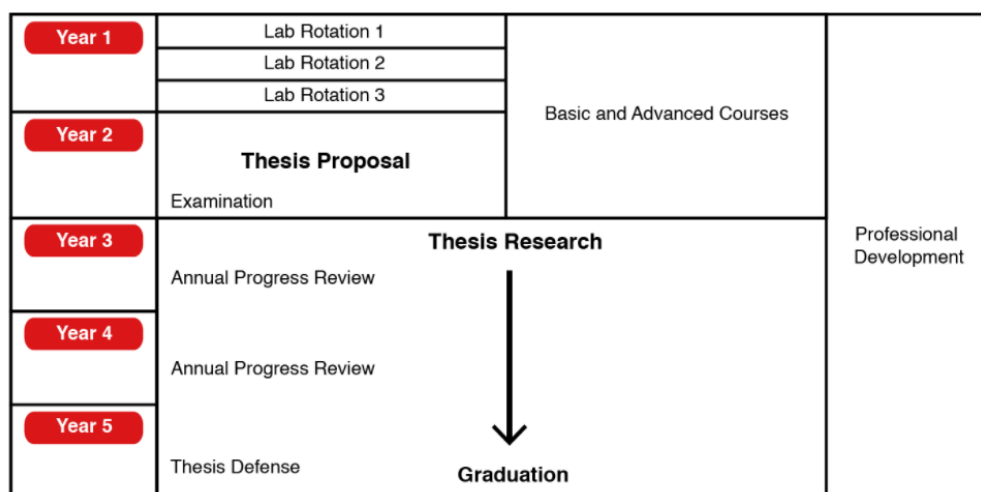 Year 1
Lab Rotation 1
Lab Rotation 2
Lab Rotation 3
Basic and Advanced Courses
Year 2
Thesis Proposal
Examination
Professional
Development
Year 3
Thesis Research
Annual Progress Review
Year 4
Annual Progress Review
Year 5
Thesis Defense
Graduation